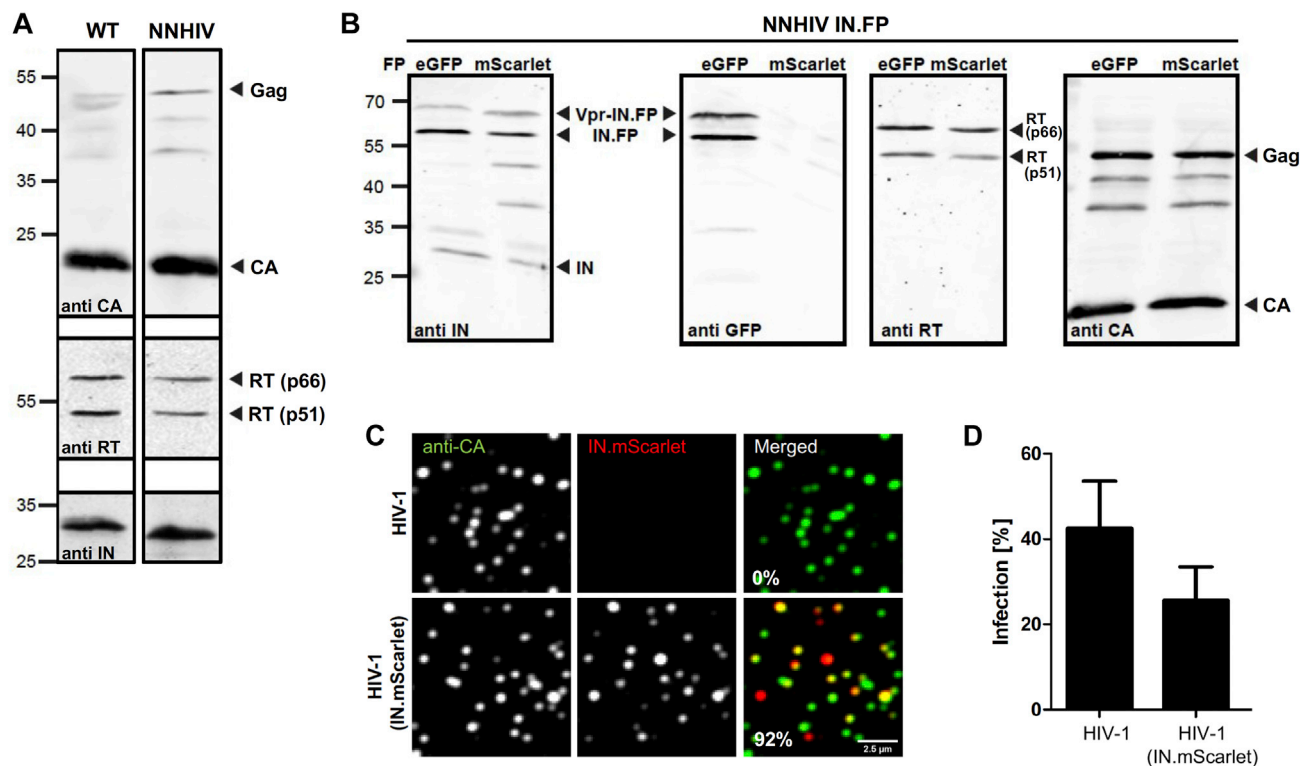 A
WT NNHIV
55
40
35
25
Gag
CA
anti CA
55
RT (p66)
RT (p51)
anti RT
35
25
anti IN
B
NNHIV IN.FP
FP eGFP mScarlet
70
55
40
35
25
Vpr-IN.FP
IN.FP
IN
anti IN
eGFP mScarlet
anti GFP
eGFP mScarlet
RT
(p66)
RT
(p51)
anti RT
eGFP mScarlet
Gag
CA
anti CA
C
anti-CA IN.mScarlet Merged
HIV-1
0%
HIV-1
(IN.mScarlet)
92%
2.5 µm
D
Infection [%]
60
40
20
0
HIV-1
HIV-1
(IN.mScarlet)